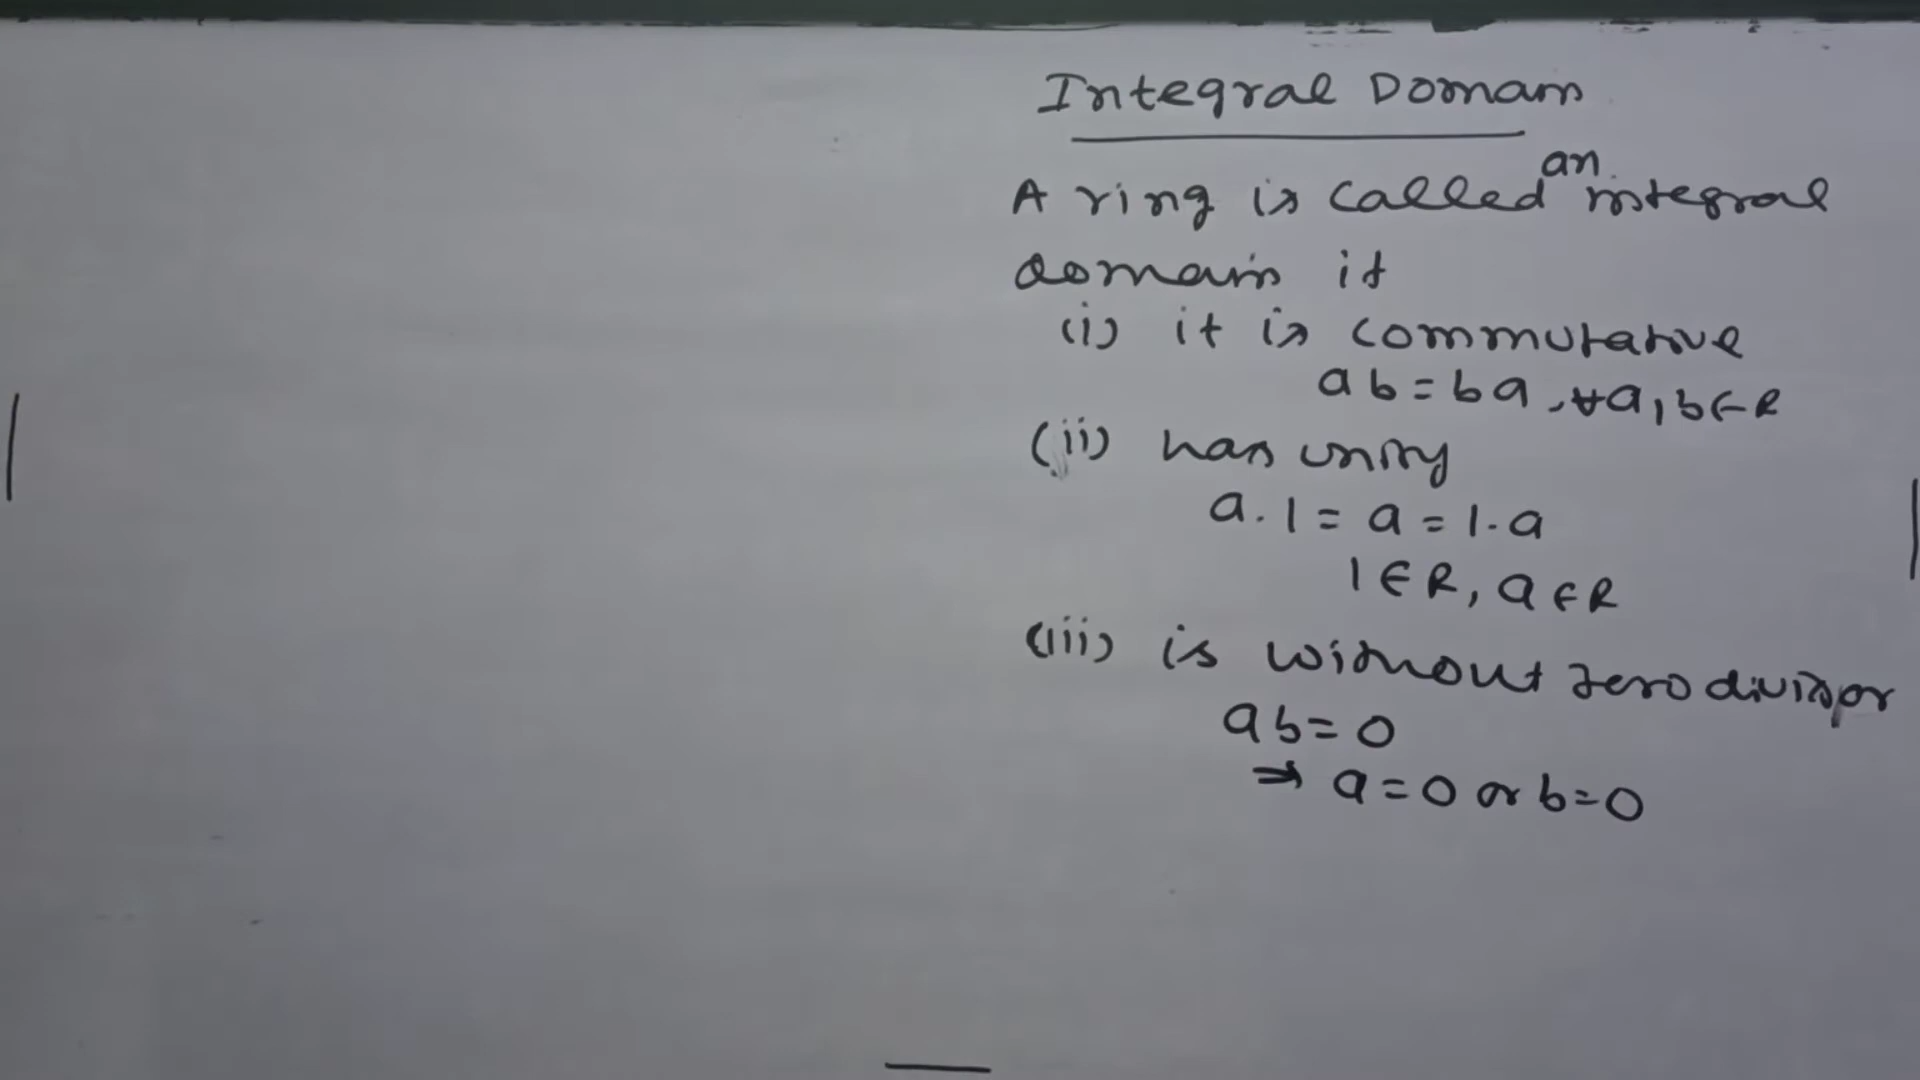 Integral Domain
A ring is called an integral
domain if
(i) it is commutative
ab = ba, ∀a, b ∈ R
(ii) has unity
a.1 = a = 1.a
1 ∈ R, a ∈ R
(iii) is without zero divisor
ab = 0
⇒ a = 0 or b = 0